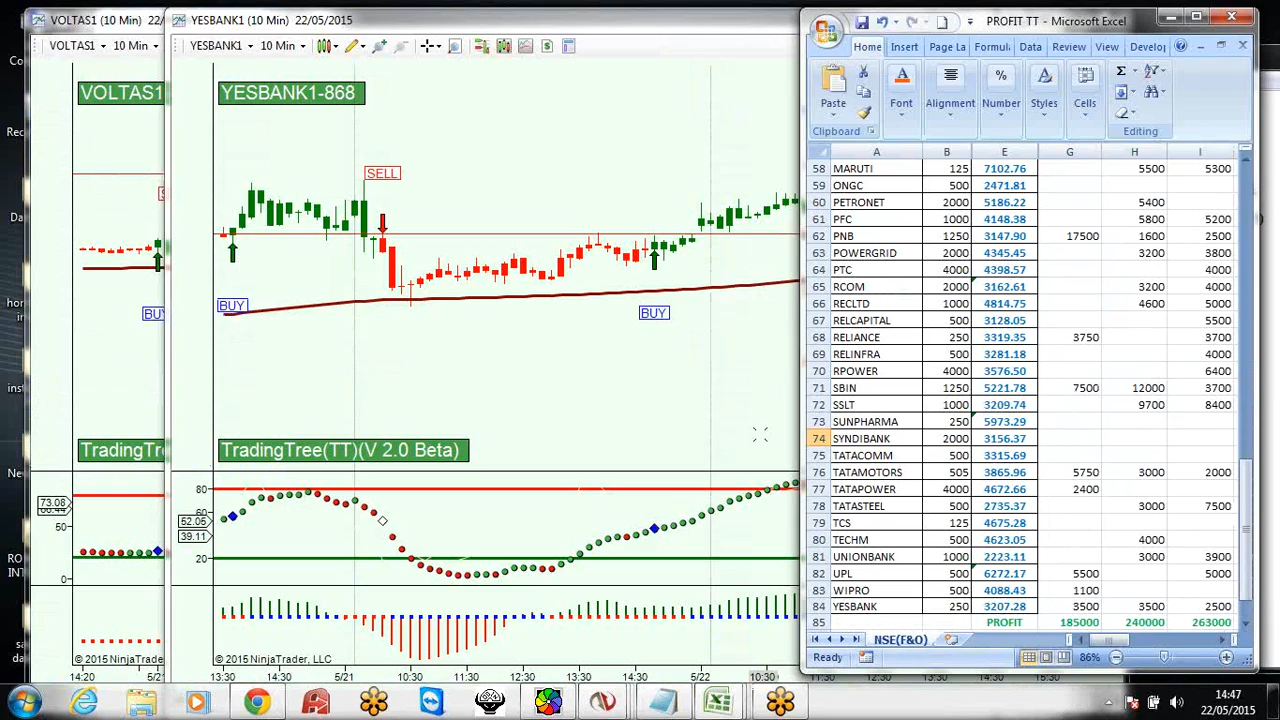 VOLTAS1 (10 Min) 22/
YESBANK1 (10 Min) 22/05/2015
PROFIT TT - Microsoft Excel
VOLTAS1 10 Min
YESBANK1 10 Min
Home Insert Page La Formula Data Review View Develop
VOLTAS1
YESBANK1-868
Paste Font Alignment Number Styles Cells
Clipboard Editing
A B E G H I
58 MARUTI 125 7102.76 5500 5300
59 ONGC 500 2471.81
60 PETRONET 2000 5186.22 5400
61 PFC 1000 4148.38 5800 5200
62 PNB 1250 3147.90 17500 1600 2500
63 POWERGRID 2000 4345.45 3200 3800
64 PTC 4000 4398.57 4000
65 RCOM 2000 3162.61 3200 4000
66 RECLTD 1000 4814.75 4600 5000
67 RELCAPITAL 500 3128.05 5500
68 RELIANCE 250 3319.35 3750 3700
69 RELINFRA 500 3281.18 4000
70 RPOWER 4000 3576.50 6400
71 SBIN 1250 5221.78 7500 12000 3700
72 SSLT 1000 3209.74 9700 8400
73 SUNPHARMA 250 5973.29
74 SYNDIBANK 2000 3156.37
75 TATACOMM 500 3315.69
76 TATAMOTORS 505 3865.96 5750 3000 2000
77 TATAPOWER 4000 4672.66 2400
78 TATASTEEL 500 2735.37 3000 7500
79 TCS 125 4675.28
80 TECHM 500 4623.05 4000
81 UNIONBANK 1000 2223.11 3000 3900
82 UPL 500 6272.17 5500 5000
83 WIPRO 500 4088.43 1100
84 YESBANK 250 3207.28 3500 3500 2500
85 PROFIT 185000 240000 263000
NSE(F&O)
Ready 86%
SELL
BUY
BUY
BUY
TradingTre
TradingTree(TT)(V 2.0 Beta)
73.08
50
0
80
60
52.05
39.11
20
© 2015 NinjaTrader
© 2015 NinjaTrader, LLC
14:20 5/21
13:30 5/21 10:30 12:30 14:30 5/22 10:30
11:30 12:30 13:30 14:30 15:30
14:47
22/05/2015